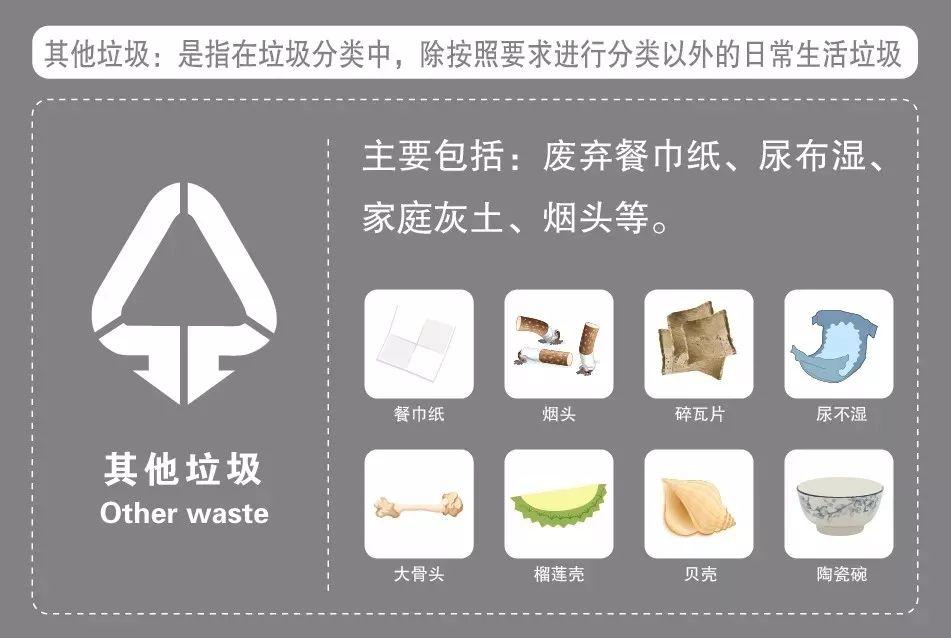 其他垃圾：是指在垃圾分类中，除按照要求进行分类以外的日常生活垃圾
主要包括：废弃餐巾纸、尿布湿、
家庭灰土、烟头等。
其他垃圾
Other waste
餐巾纸
烟头
碎瓦片
尿不湿
大骨头
榴莲壳
贝壳
陶瓷碗